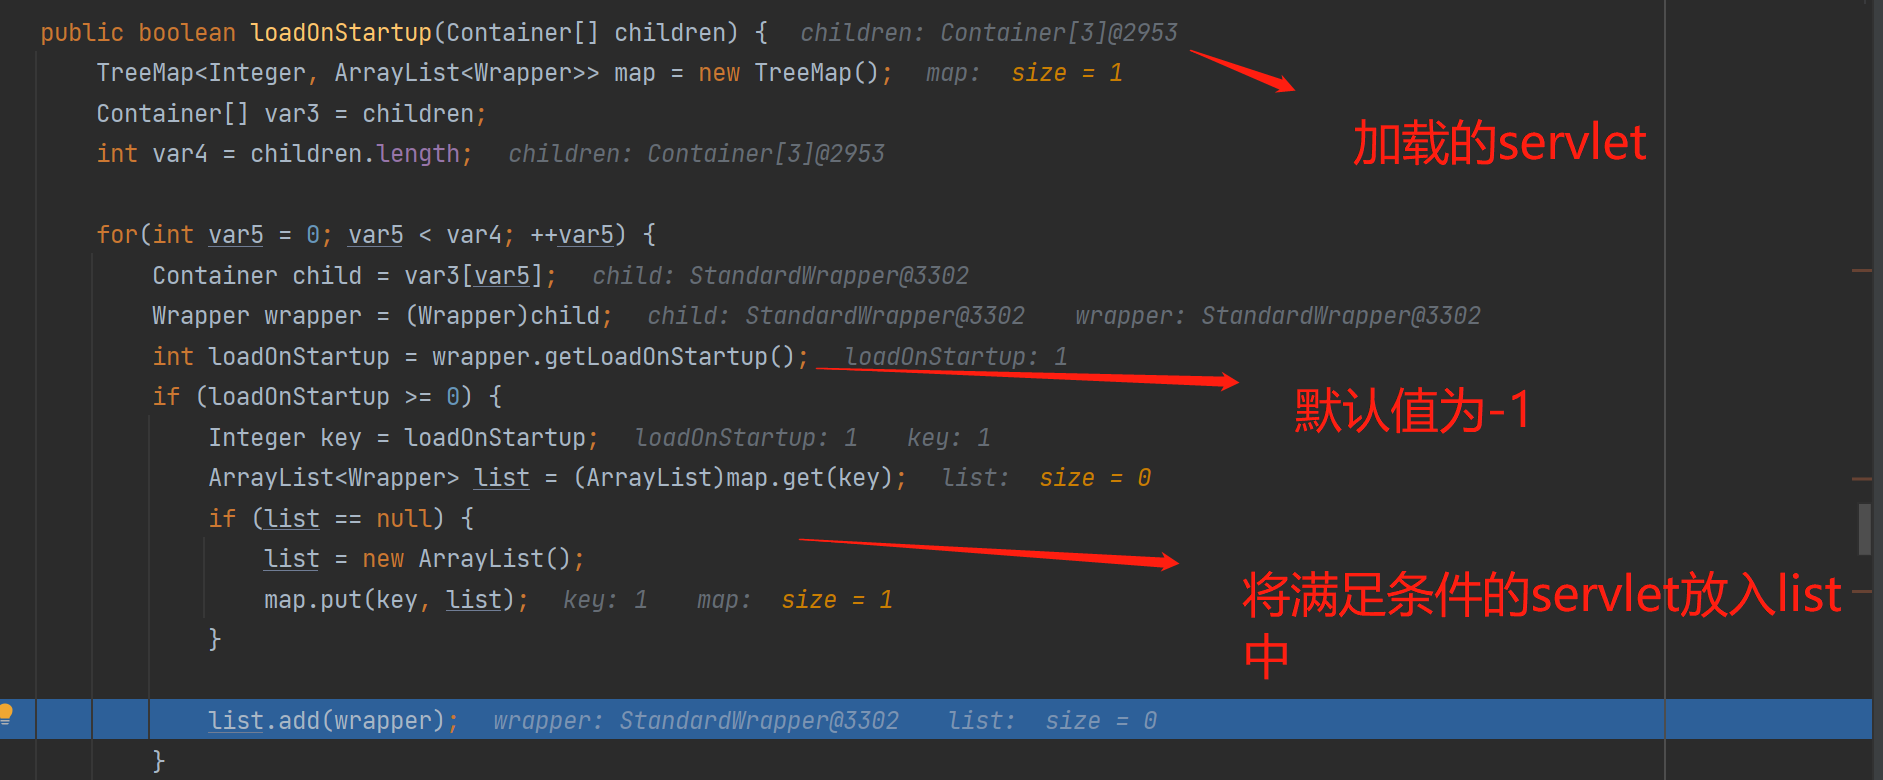 public boolean loadOnStartup(Container[] children) {  children: Container[3]@2953
TreeMap<Integer, ArrayList<Wrapper>> map = new TreeMap();  map:  size = 1
Container[] var3 = children;
加载的servlet
int var4 = children.length;  children: Container[3]@2953
for(int var5 = 0; var5 < var4; ++var5) {
Container child = var3[var5];  child: StandardWrapper@3302
Wrapper wrapper = (Wrapper)child;  child: StandardWrapper@3302  wrapper: StandardWrapper@3302
int loadOnStartup = wrapper.getLoadOnStartup();  loadOnStartup: 1
if (loadOnStartup >= 0) {
默认值为-1
Integer key = loadOnStartup;  loadOnStartup: 1  key: 1
ArrayList<Wrapper> list = (ArrayList)map.get(key);  list:  size = 0
if (list == null) {
list = new ArrayList();
将满足条件的servlet放入list
中
map.put(key, list);  key: 1  map:  size = 1
}
list.add(wrapper);  wrapper: StandardWrapper@3302  list:  size = 0
}